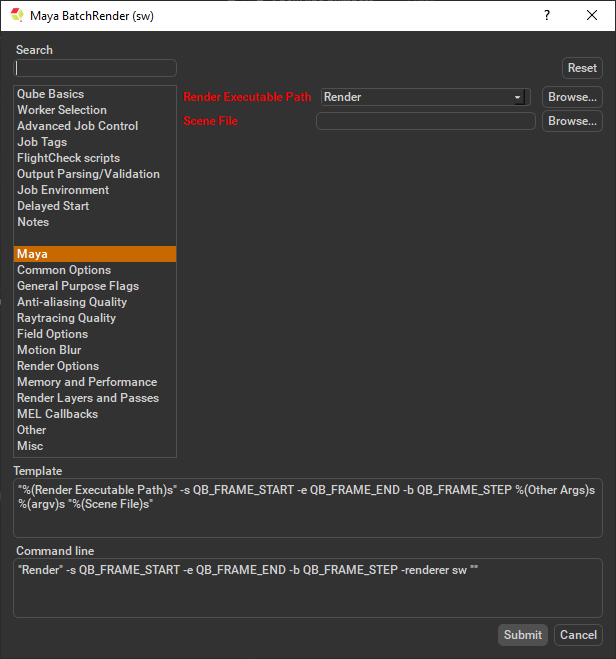 Maya BatchRender (sw)
?
Search
Reset
Qube Basics
Worker Selection
Advanced Job Control
Job Tags
FlightCheck scripts
Output Parsing/Validation
Job Environment
Delayed Start
Notes
Maya
Common Options
General Purpose Flags
Anti-aliasing Quality
Raytracing Quality
Field Options
Motion Blur
Render Options
Memory and Performance
Render Layers and Passes
MEL Callbacks
Other
Misc
Render Executable Path Render Browse...
Scene File Browse...
Template
"%(Render Executable Path)s" -s QB_FRAME_START -e QB_FRAME_END -b QB_FRAME_STEP %(Other Args)s
%(argv)s "%(Scene File)s"
Command line
"Render" -s QB_FRAME_START -e QB_FRAME_END -b QB_FRAME_STEP -renderer sw ""
Submit Cancel